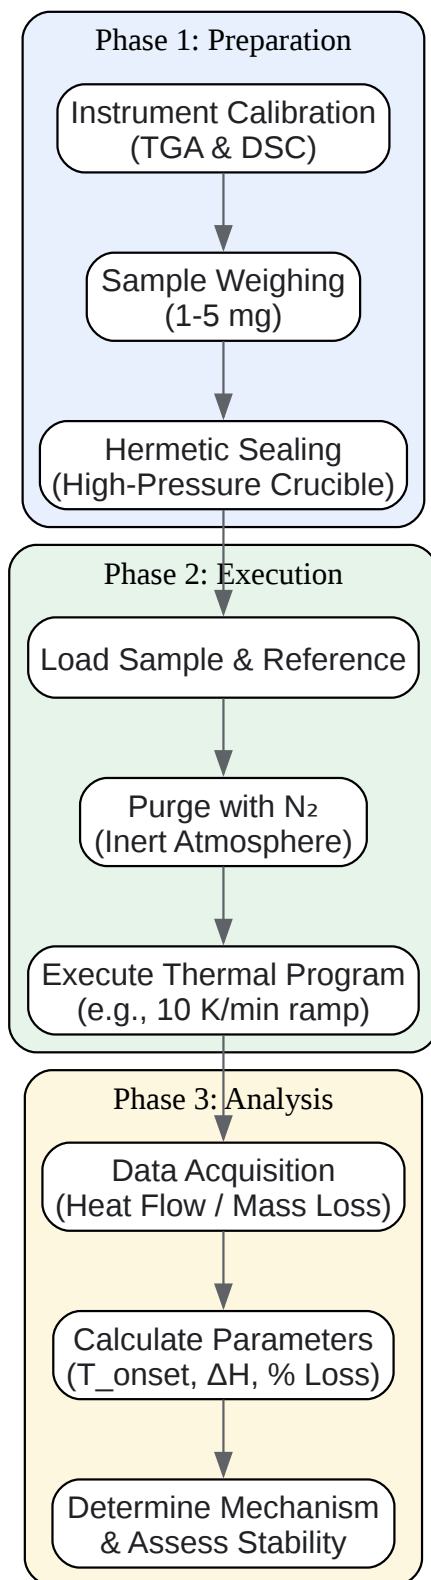 Phase 1: Preparation
Instrument Calibration
(TGA & DSC)
Sample Weighing
(1-5 mg)
Hermetic Sealing
(High-Pressure Crucible)
Phase 2: Execution
Load Sample & Reference
Purge with N₂
(Inert Atmosphere)
Execute Thermal Program
(e.g., 10 K/min ramp)
Phase 3: Analysis
Data Acquisition
(Heat Flow / Mass Loss)
Calculate Parameters
(T_onset, ΔH, % Loss)
Determine Mechanism
& Assess Stability